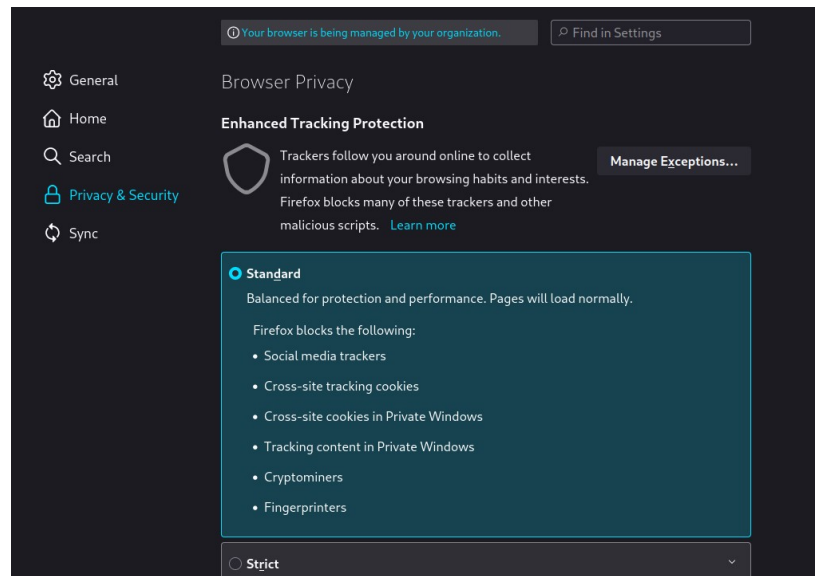 Your browser is being managed by your organization.
Find in Settings
General
Home
Search
Privacy & Security
Sync
Browser Privacy
Enhanced Tracking Protection
Trackers follow you around online to collect
information about your browsing habits and interests.
Firefox blocks many of these trackers and other
malicious scripts. Learn more
Manage Exceptions...
Standard
Balanced for protection and performance. Pages will load normally.
Firefox blocks the following:
• Social media trackers
• Cross-site tracking cookies
• Cross-site cookies in Private Windows
• Tracking content in Private Windows
• Cryptominers
• Fingerprinters
Strict